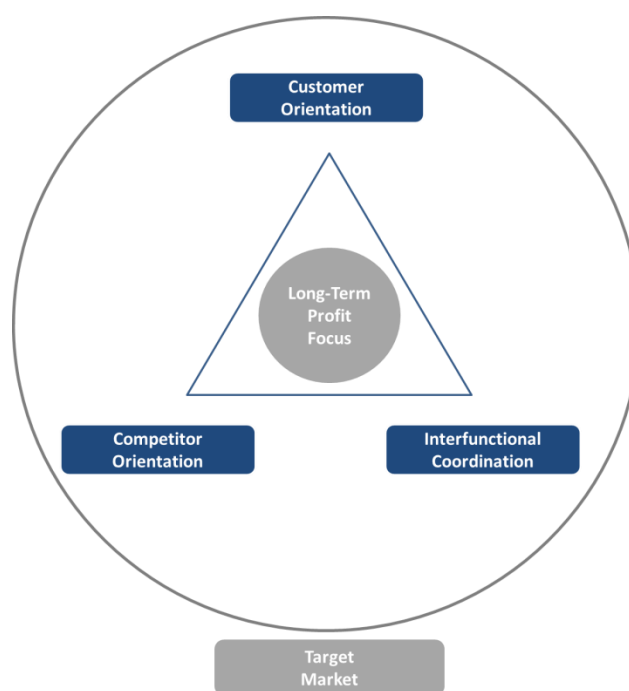 Customer
Orientation
Long-Term
Profit
Focus
Competitor
Orientation
Interfunctional
Coordination
Target
Market